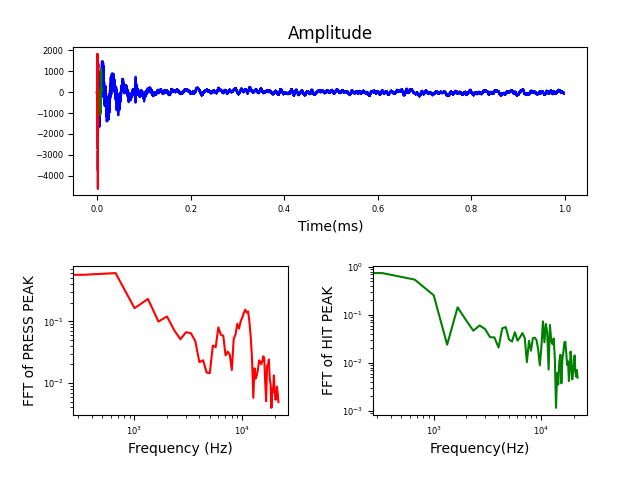 Amplitude
2000
1000
0
−1000
−2000
−3000
−4000
0.0 0.2 0.4 0.6 0.8 1.0
Time(ms)
FFT of PRESS PEAK
10⁻¹
10⁻²
10³ 10⁴
Frequency (Hz)
FFT of HIT PEAK
10⁰
10⁻¹
10⁻²
10⁻³
10³ 10⁴
Frequency(Hz)